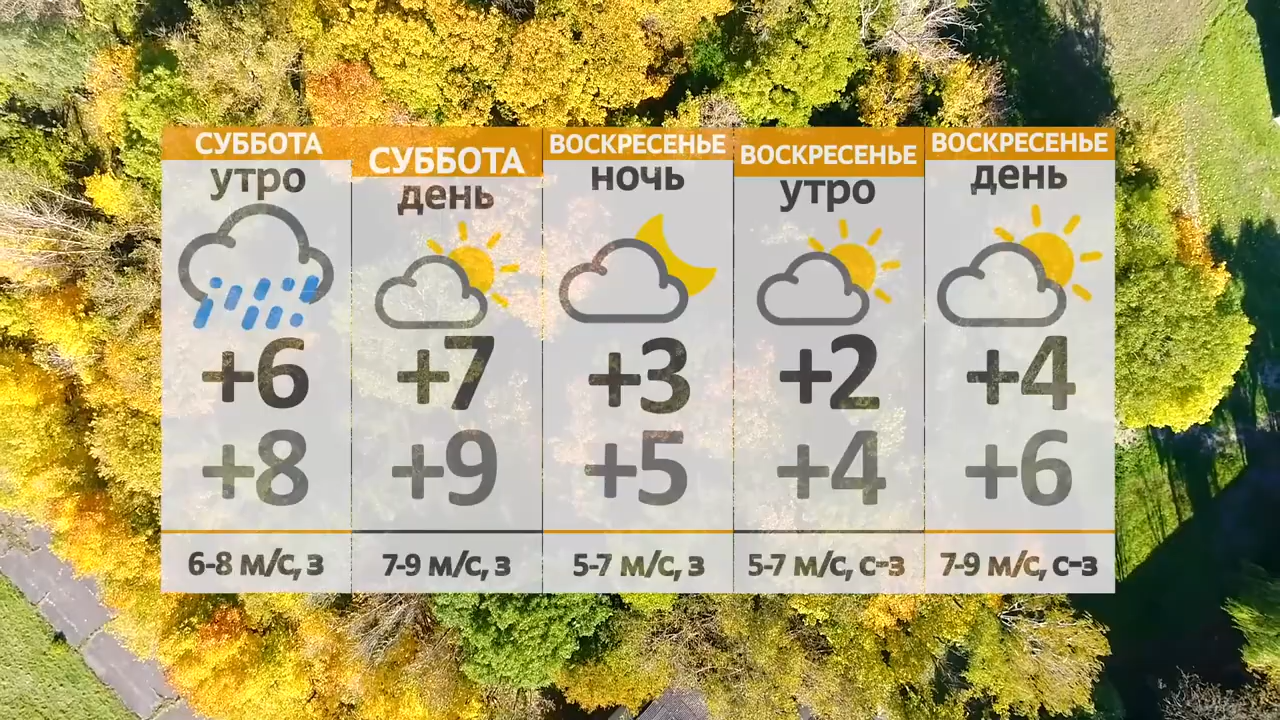 СУББОТА
утро
+6
+8
6-8 м/с, з
СУББОТА
день
+7
+9
7-9 м/с, з
ВОСКРЕСЕНЬЕ
ночь
+3
+5
5-7 м/с, з
ВОСКРЕСЕНЬЕ
утро
+2
+4
5-7 м/с, с-з
ВОСКРЕСЕНЬЕ
день
+4
+6
7-9 м/с, с-з